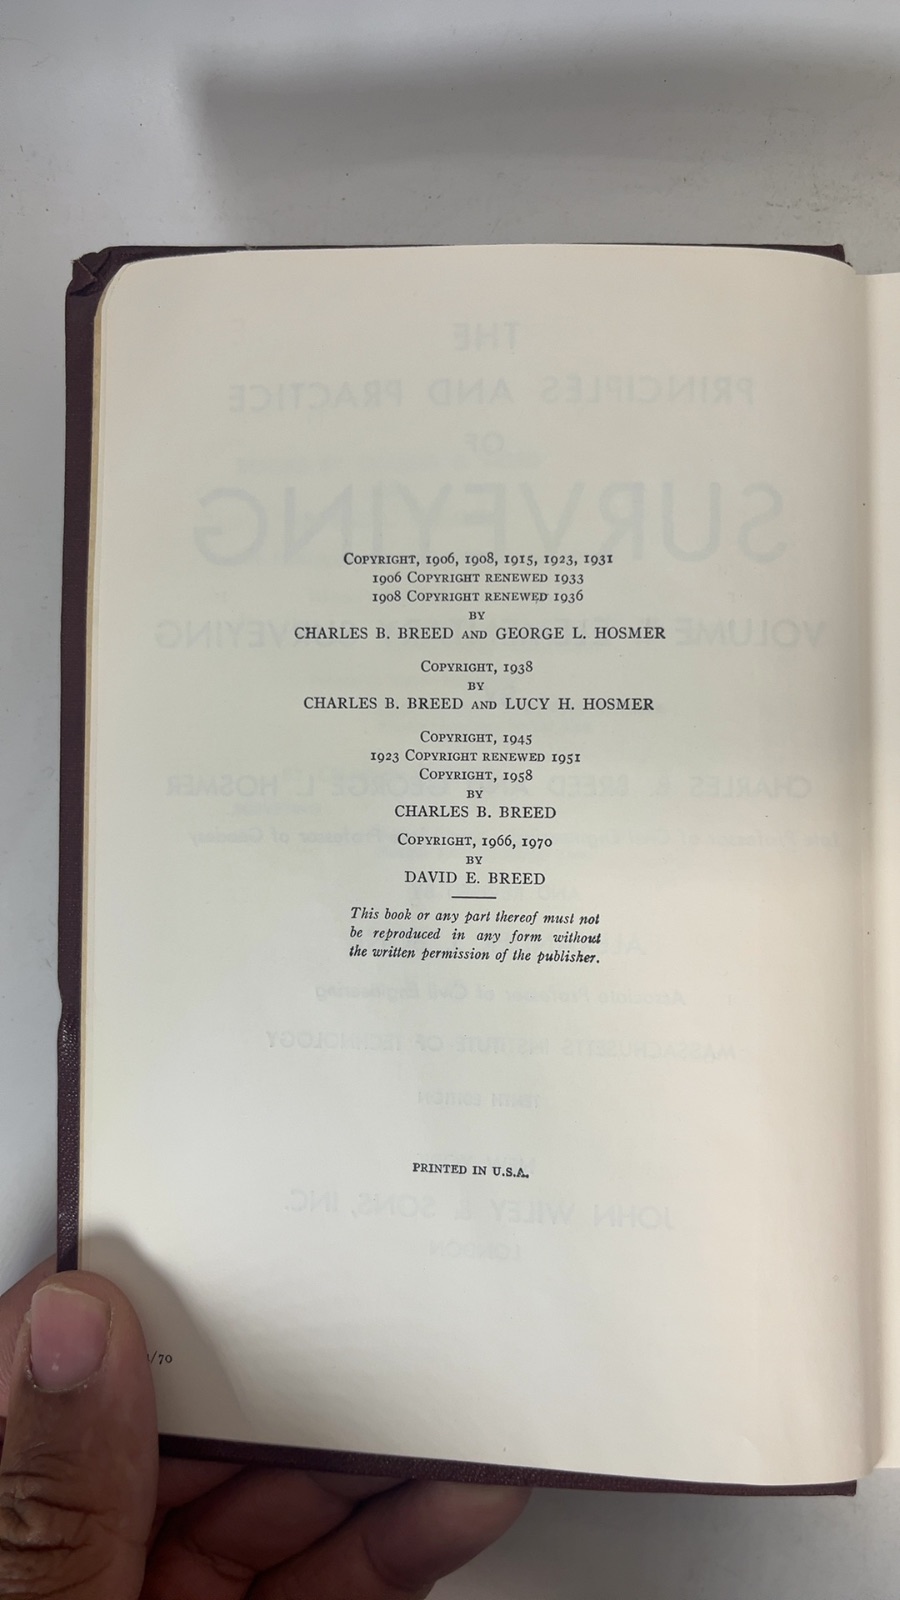 COPYRIGHT, 1906, 1908, 1915, 1923, 1931
1906 COPYRIGHT RENEWED 1933
1908 COPYRIGHT RENEWED 1936
BY
CHARLES B. BREED AND GEORGE L. HOSMER
COPYRIGHT, 1938
BY
CHARLES B. BREED AND LUCY H. HOSMER
COPYRIGHT, 1945
1923 COPYRIGHT RENEWED 1951
COPYRIGHT, 1958
BY
CHARLES B. BREED
COPYRIGHT, 1966, 1970
BY
DAVID E. BREED
This book or any part thereof must not
be reproduced in any form without
the written permission of the publisher.
PRINTED IN U.S.A.
/70